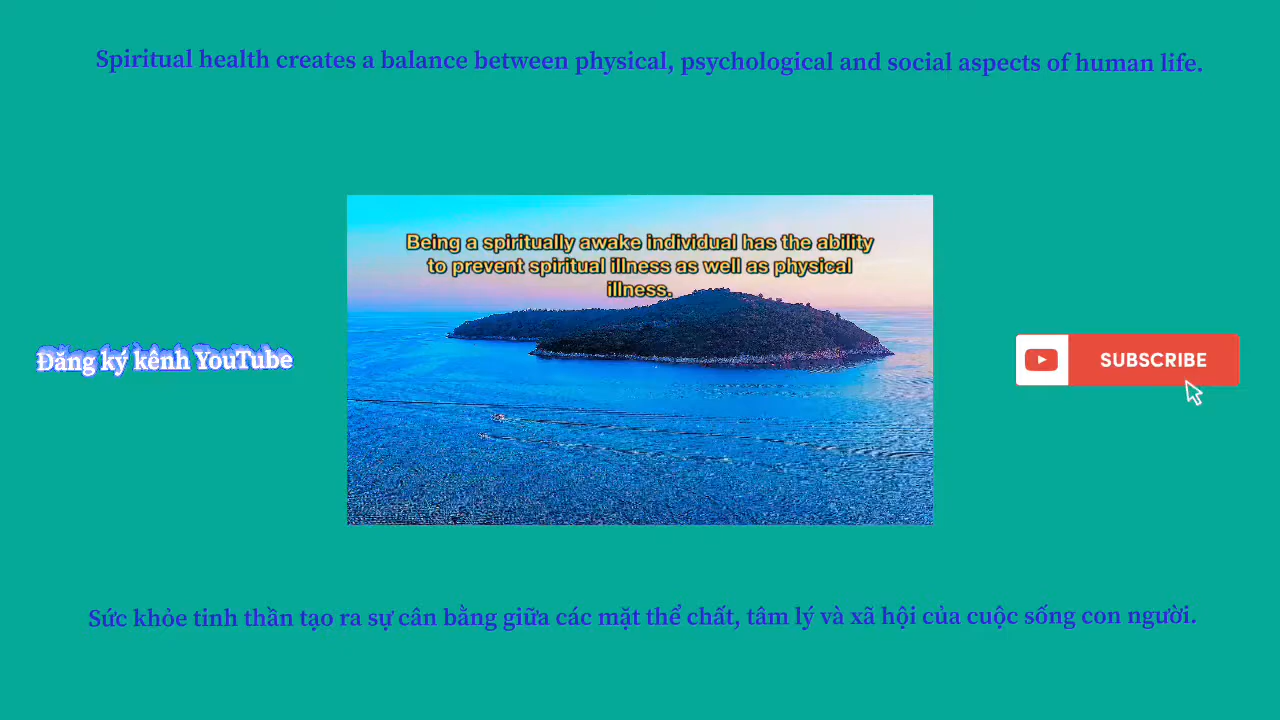 Spiritual health creates a balance between physical, psychological and social aspects of human life.
Being a spiritually awake individual has the ability
to prevent spiritual illness as well as physical
illness.
Đăng ký kênh YouTube
SUBSCRIBE
Sức khỏe tinh thần tạo ra sự cân bằng giữa các mặt thể chất, tâm lý và xã hội của cuộc sống con người.